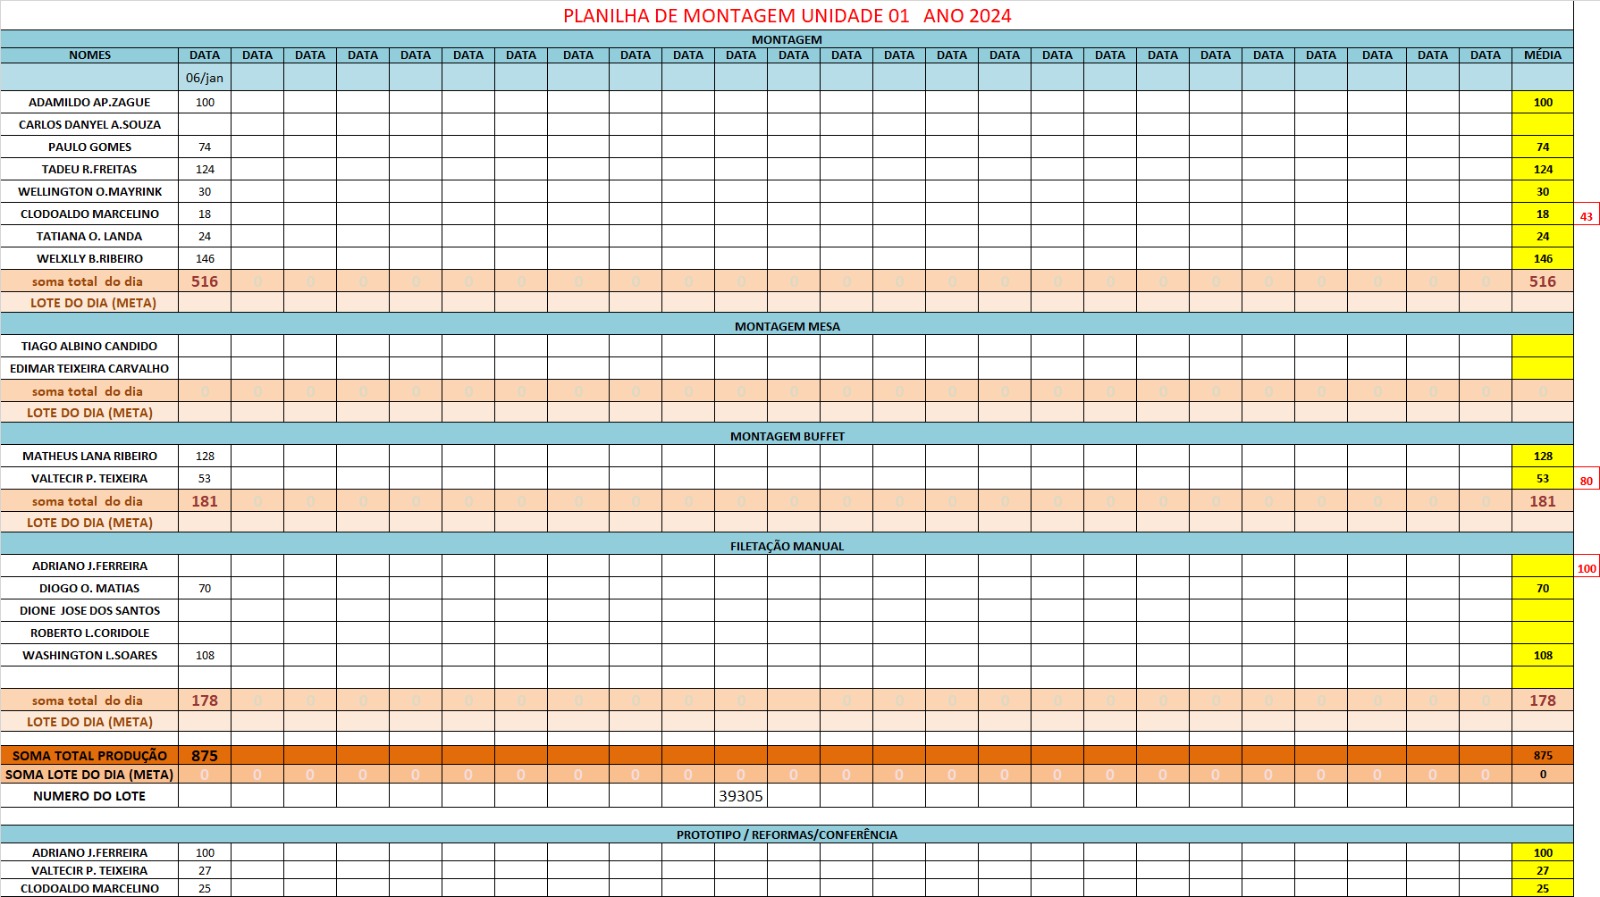 PLANILHA DE MONTAGEM UNIDADE 01 ANO 2024
MONTAGEM
NOMES DATA DATA DATA DATA DATA DATA DATA DATA DATA DATA DATA DATA DATA DATA DATA DATA DATA DATA DATA DATA DATA DATA DATA DATA DATA MÉDIA
06/jan
ADAMILDO AP.ZAGUE 100 100
CARLOS DANYEL A.SOUZA
PAULO GOMES 74 74
TADEU R.FREITAS 124 124
WELLINGTON O.MAYRINK 30 30
CLODOALDO MARCELINO 18 18 43
TATIANA O. LANDA 24 24
WELXLLY B.RIBEIRO 146 146
soma total do dia 516 0 0 0 0 0 0 0 0 0 0 0 0 0 0 0 0 0 0 0 0 0 0 0 0 516
LOTE DO DIA (META)
MONTAGEM MESA
TIAGO ALBINO CANDIDO
EDIMAR TEIXEIRA CARVALHO
soma total do dia 0 0 0 0 0 0 0 0 0 0 0 0 0 0 0 0 0 0 0 0 0 0 0 0 0 0
LOTE DO DIA (META)
MONTAGEM BUFFET
MATHEUS LANA RIBEIRO 128 128
VALTECIR P. TEIXEIRA 53 53 80
soma total do dia 181 0 0 0 0 0 0 0 0 0 0 0 0 0 0 0 0 0 0 0 0 0 0 0 0 181
LOTE DO DIA (META)
FILETAÇÃO MANUAL
ADRIANO J.FERREIRA 100
DIOGO O. MATIAS 70 70
DIONE JOSE DOS SANTOS
ROBERTO L.CORIDOLE
WASHINGTON L.SOARES 108 108
soma total do dia 178 0 0 0 0 0 0 0 0 0 0 0 0 0 0 0 0 0 0 0 0 0 0 0 178
LOTE DO DIA (META)
SOMA TOTAL PRODUÇÃO 875 875
SOMA LOTE DO DIA (META) 0 0 0 0 0 0 0 0 0 0 0 0 0 0 0 0 0 0 0 0 0 0 0 0 0 0
NUMERO DO LOTE 39305
PROTOTIPO / REFORMAS/CONFERÊNCIA
ADRIANO J.FERREIRA 100 100
VALTECIR P. TEIXEIRA 27 27
CLODOALDO MARCELINO 25 25